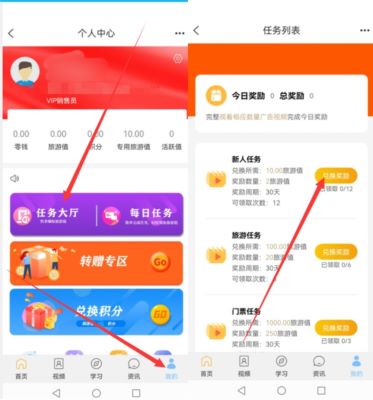 个人中心
VIP销售员
0.00
0.00
0.00
10.00
0.00
零钱
旅游值
积分
专用旅游值
活跃值
任务大厅
每日任务
转赠专区
Go
兑换积分
GO
首页
视频
学习
资讯
我的
任务列表
今日奖励 0 总奖励 0
完整观看相应数量广告视频完成今日奖励
新人任务
兑换所需：10.00旅游值
奖励数量：12旅游值
奖励周期：30天
可领取次数：12
兑换奖励
已领取 0/12
旅游任务
兑换所需：100.00旅游值
奖励数量：20旅游值
奖励周期：30天
可领取次数：6
兑换奖励
已领取 0/6
门票任务
兑换所需：1000.00旅游值
奖励周期：30天
兑换奖励
已领取 0/3
首页
视频
学习
资讯
我的